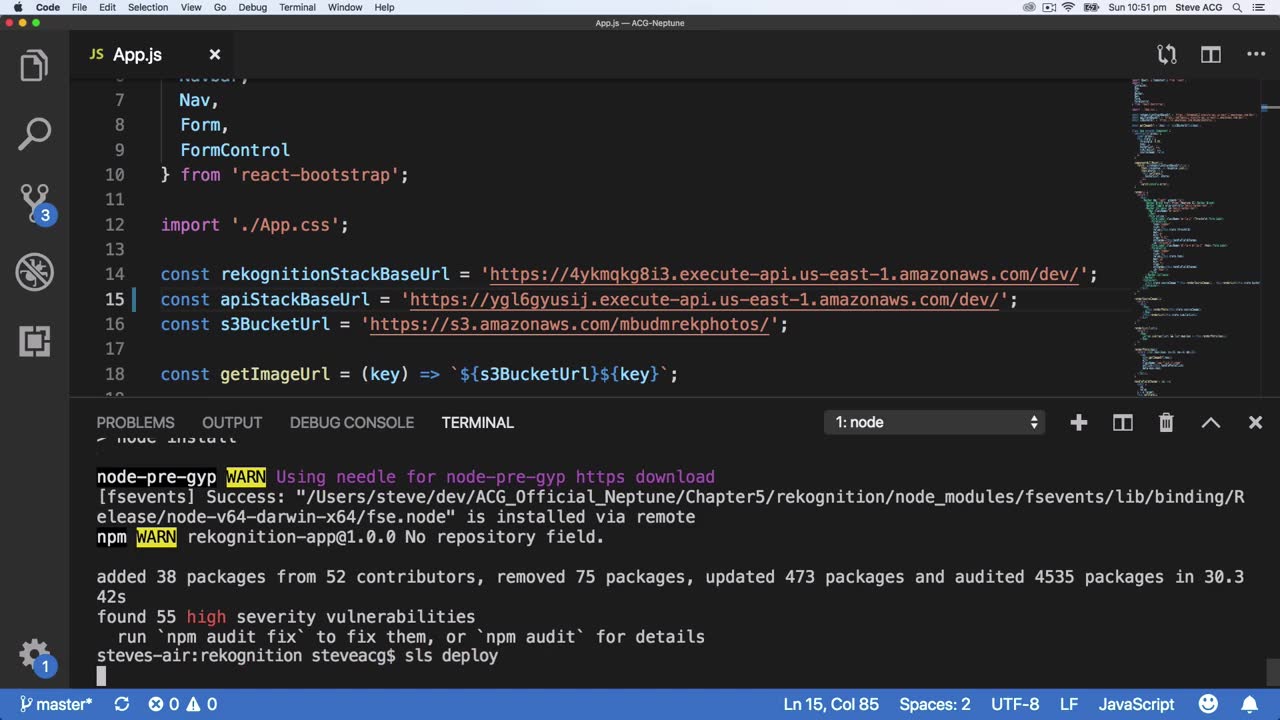 Code File Edit Selection View Go Debug Terminal Window Help Sun 10:51 pm Steve ACG
App.js — ACG-Neptune
JS App.js
Navbar,
7 Nav,
8 Form,
9 FormControl
10 } from 'react-bootstrap';
11
12 import './App.css';
13
14 const rekognitionStackBaseUrl = 'https://4ykmqkg8i3.execute-api.us-east-1.amazonaws.com/dev/';
15 const apiStackBaseUrl = 'https://ygl6gyusij.execute-api.us-east-1.amazonaws.com/dev/';
16 const s3BucketUrl = 'https://s3.amazonaws.com/mbudmrekphotos/';
17
18 const getImageUrl = (key) => `${s3BucketUrl}${key}`;
3
PROBLEMS OUTPUT DEBUG CONSOLE TERMINAL 1: node
> node install
node-pre-gyp WARN Using needle for node-pre-gyp https download
[fsevents] Success: "/Users/steve/dev/ACG_Official_Neptune/Chapter5/rekognition/node_modules/fsevents/lib/binding/R
elease/node-v64-darwin-x64/fse.node" is installed via remote
npm WARN rekognition-app@1.0.0 No repository field.
added 38 packages from 52 contributors, removed 75 packages, updated 473 packages and audited 4535 packages in 30.3
42s
found 55 high severity vulnerabilities
run `npm audit fix` to fix them, or `npm audit` for details
steves-air:rekognition steveacg$ sls deploy
1
master* 0 0 Ln 15, Col 85 Spaces: 2 UTF-8 LF JavaScript